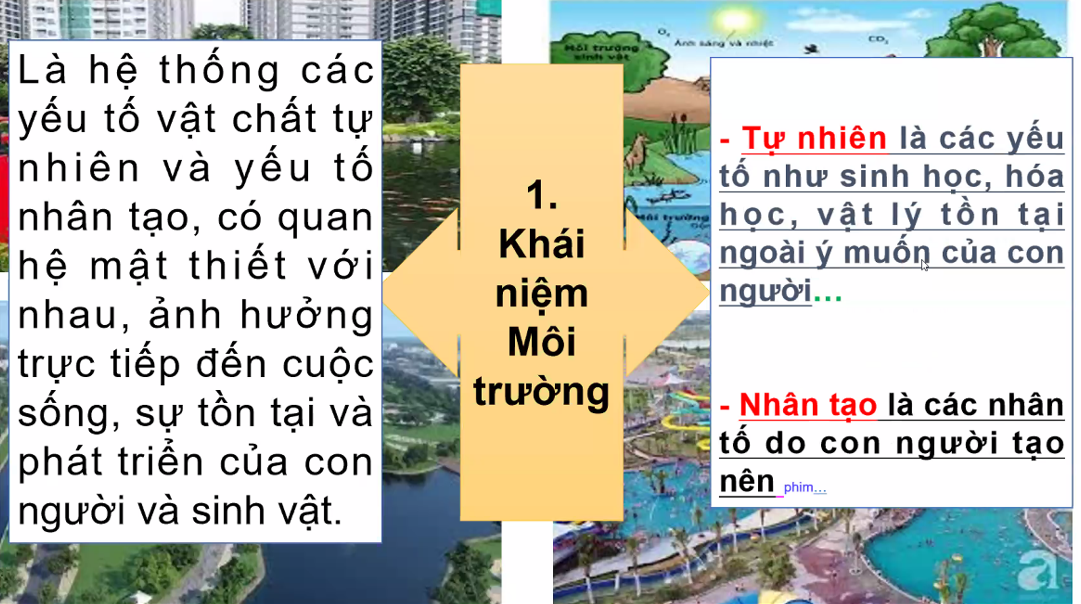 Là hệ thống các
yếu tố vật chất tự
nhiên và yếu tố
nhân tạo, có quan
hệ mật thiết với
nhau, ảnh hưởng
trực tiếp đến cuộc
sống, sự tồn tại và
phát triển của con
người và sinh vật.
1.
Khái
niệm
Môi
trường
O₂
Ánh sáng và nhiệt
CO₂
Môi trường
sinh vật
Môi trường
- Tự nhiên là các yếu
tố như sinh học, hóa
học, vật lý tồn tại
ngoài ý muốn của con
người...
- Nhân tạo là các nhân
tố do con người tạo
nên phim...
a